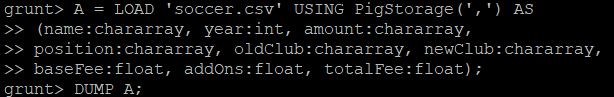 grunt> A = LOAD 'soccer.csv' USING PigStorage(',') AS
>> (name:chararray, year:int, amount:chararray,
>> position:chararray, oldClub:chararray, newClub:chararray,
>> baseFee:float, addOns:float, totalFee:float);
grunt> DUMP A;